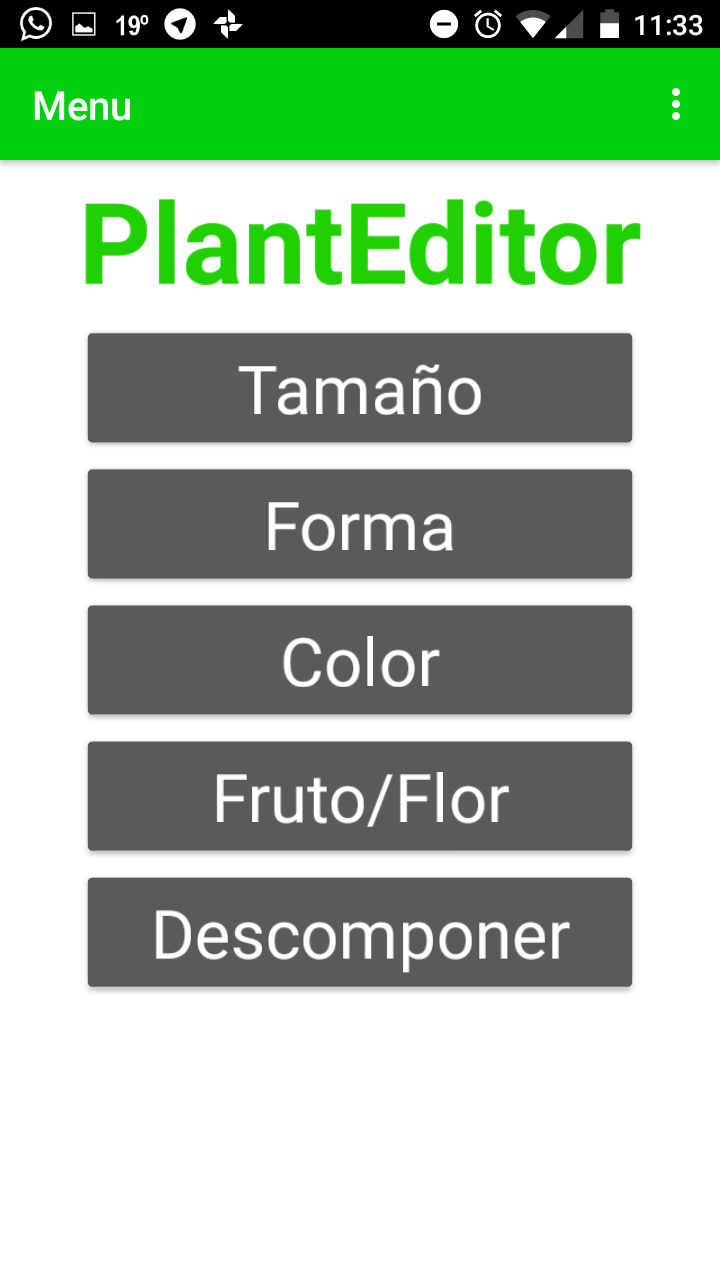 19º 11:33
Menu
PlantEditor
Tamaño
Forma
Color
Fruto/Flor
Descomponer